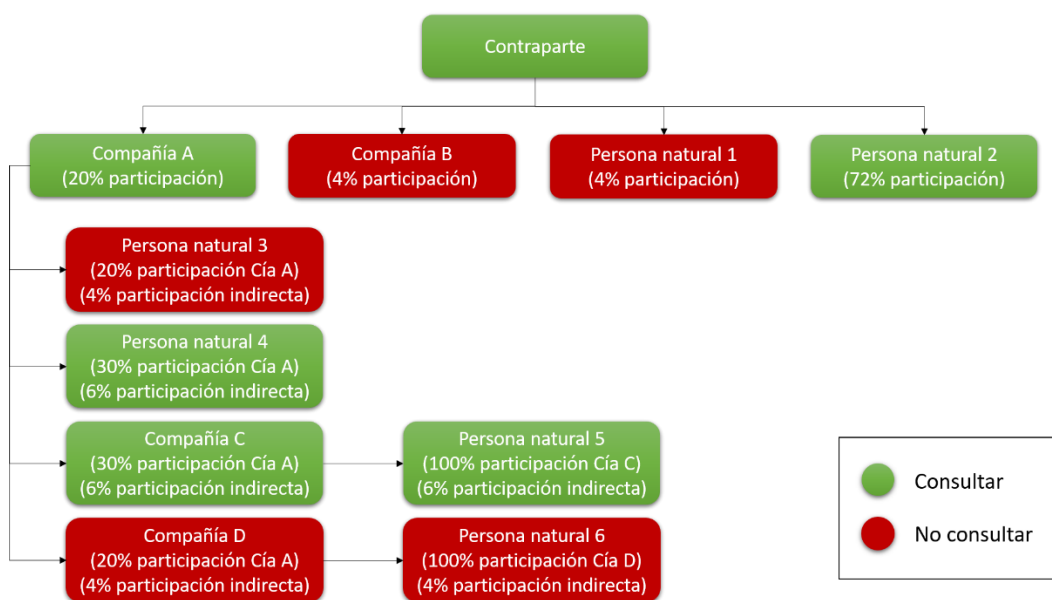 Contraparte
Compañía A
(20% participación)
Compañía B
(4% participación)
Persona natural 1
(4% participación)
Persona natural 2
(72% participación)
Persona natural 3
(20% participación Cía A)
(4% participación indirecta)
Persona natural 4
(30% participación Cía A)
(6% participación indirecta)
Compañía C
(30% participación Cía A)
(6% participación indirecta)
Persona natural 5
(100% participación Cía C)
(6% participación indirecta)
Compañía D
(20% participación Cía A)
(4% participación indirecta)
Persona natural 6
(100% participación Cía D)
(4% participación indirecta)
Consultar
No consultar